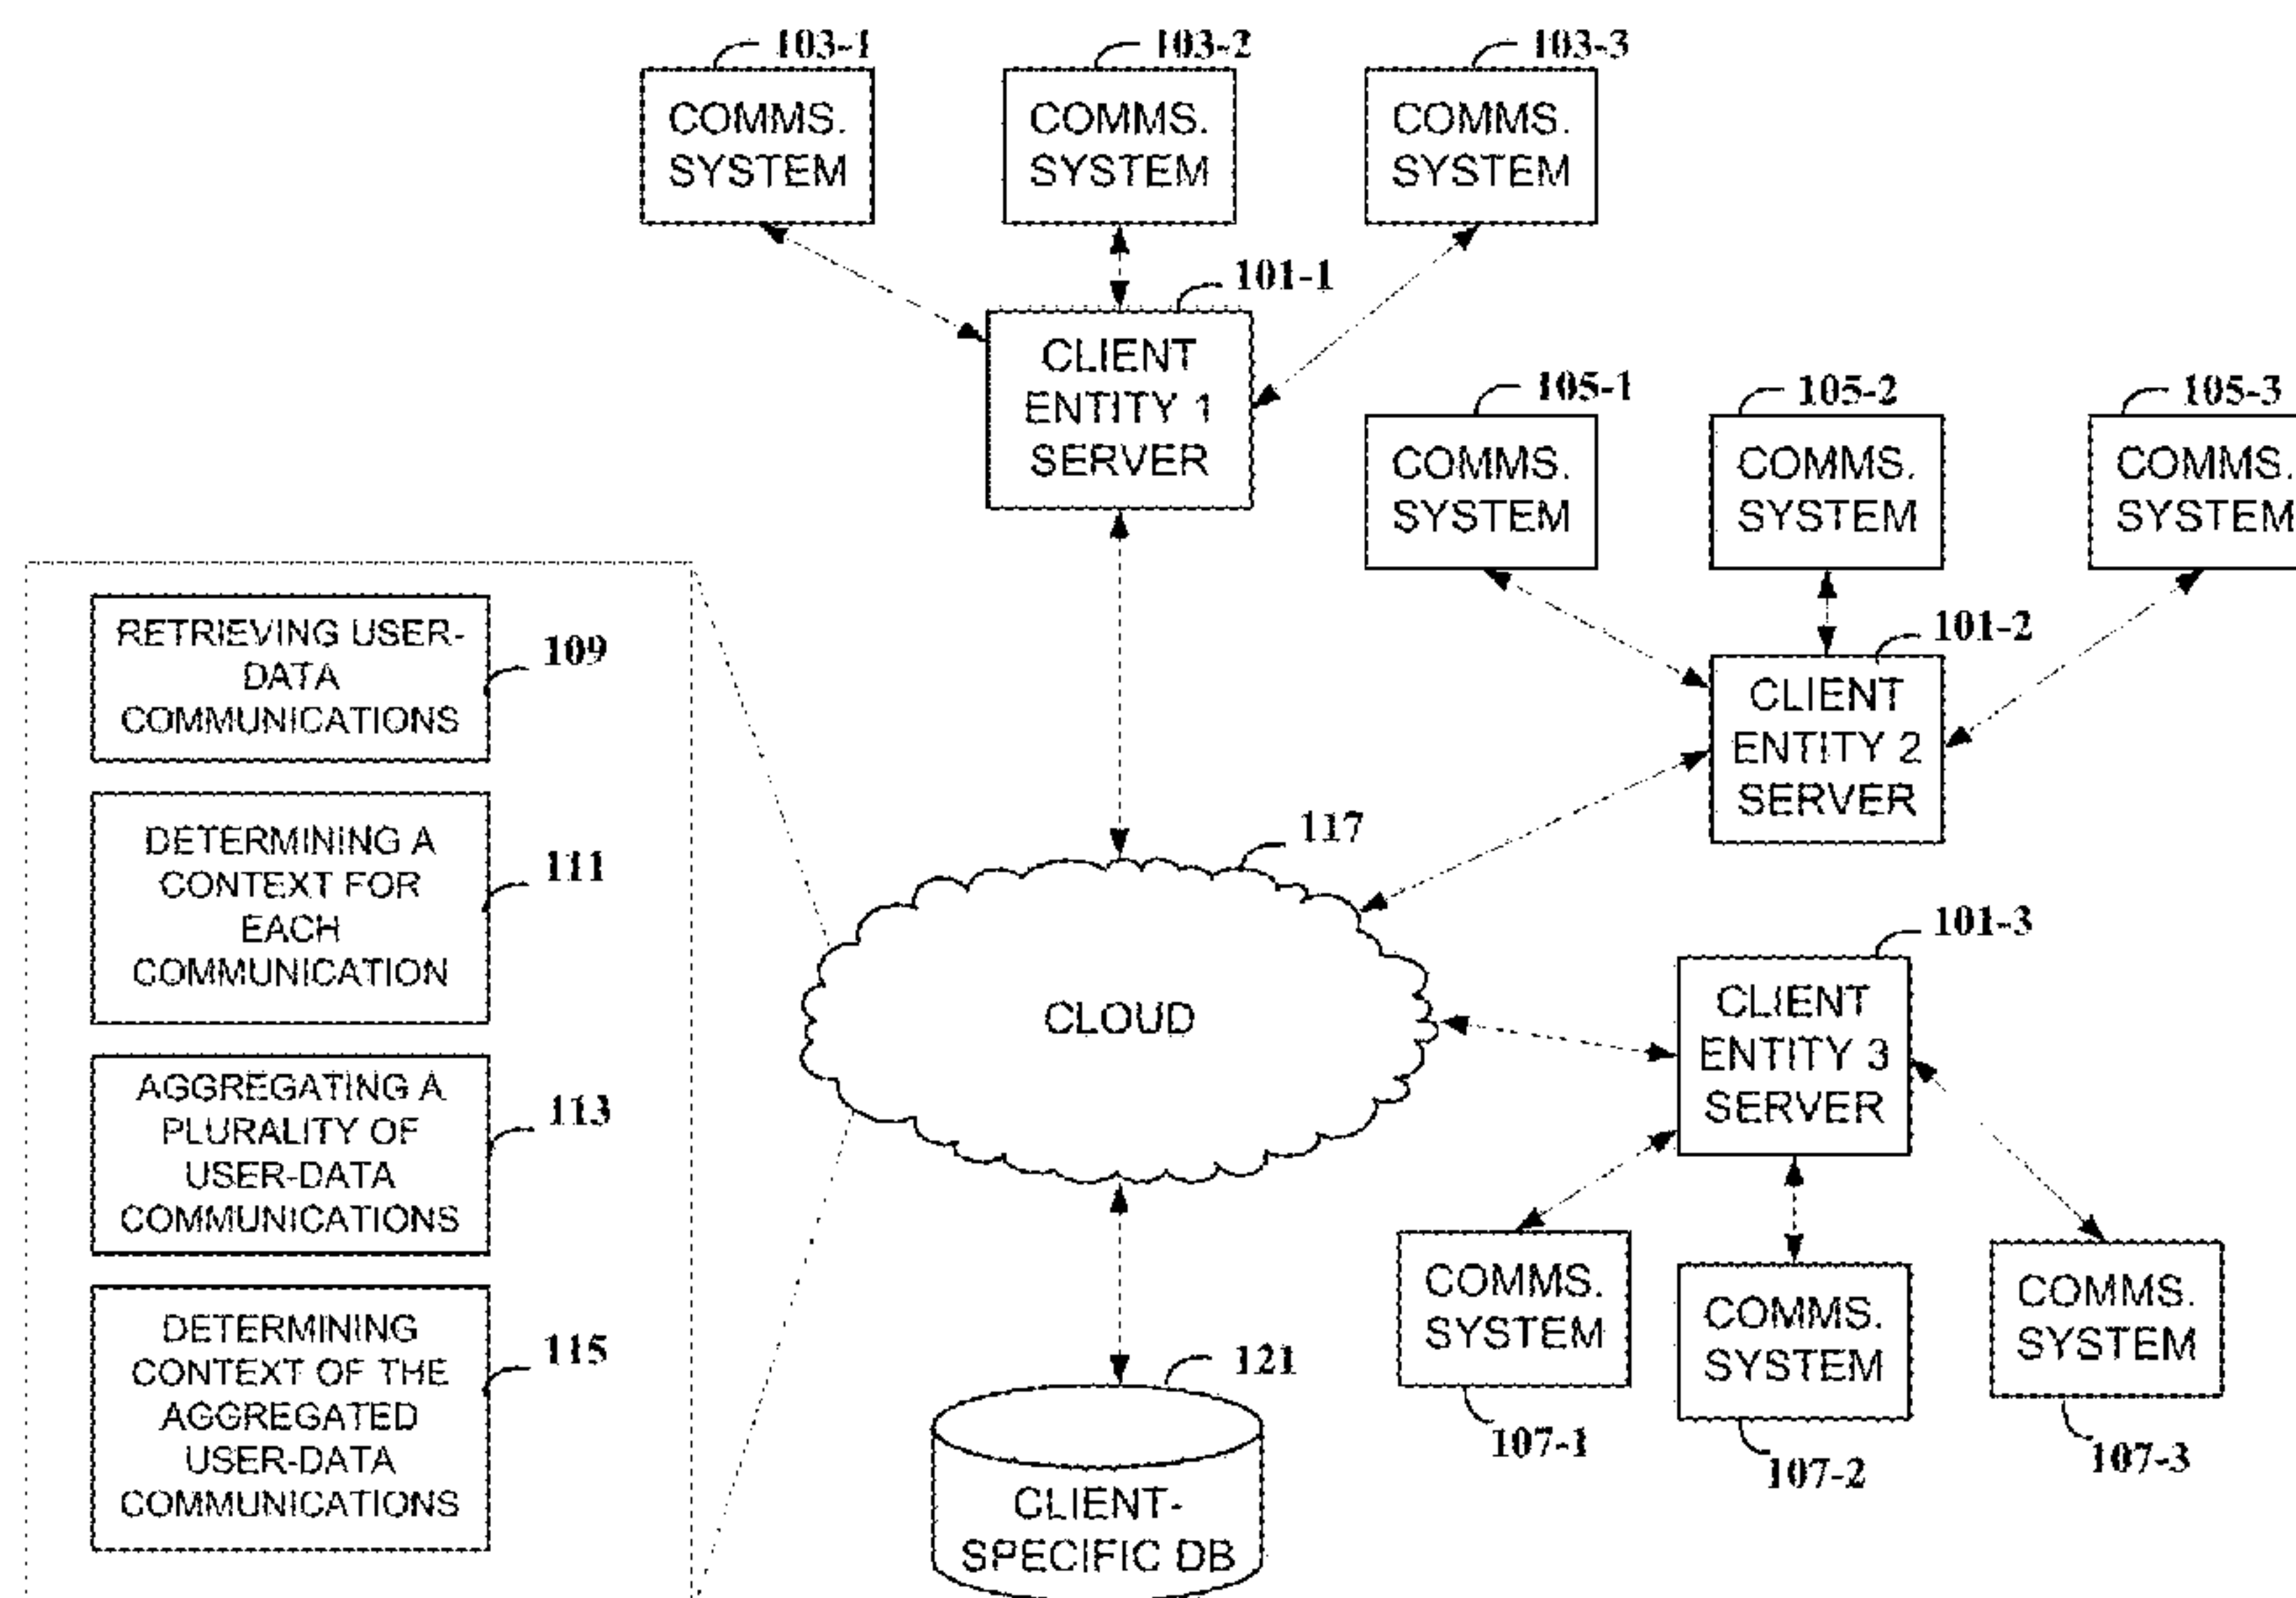 103-1
103-2
103-3
COMMS.
SYSTEM
COMMS.
SYSTEM
COMMS.
SYSTEM
101-1
CLIENT
ENTITY 1
SERVER
105-1
105-2
105-3
COMMS.
SYSTEM
COMMS.
SYSTEM
COMMS.
SYSTEM
101-2
CLIENT
ENTITY 2
SERVER
RETRIEVING USER-
DATA
COMMUNICATIONS
109
DETERMINING A
CONTEXT FOR
EACH
COMMUNICATION
111
AGGREGATING A
PLURALITY OF
USER-DATA
COMMUNICATIONS
113
DETERMINING
CONTEXT OF THE
AGGREGATED
USER-DATA
COMMUNICATIONS
115
117
CLOUD
101-3
CLIENT
ENTITY 3
SERVER
COMMS.
SYSTEM
107-1
COMMS.
SYSTEM
107-2
COMMS.
SYSTEM
107-3
121
CLIENT-
SPECIFIC DB